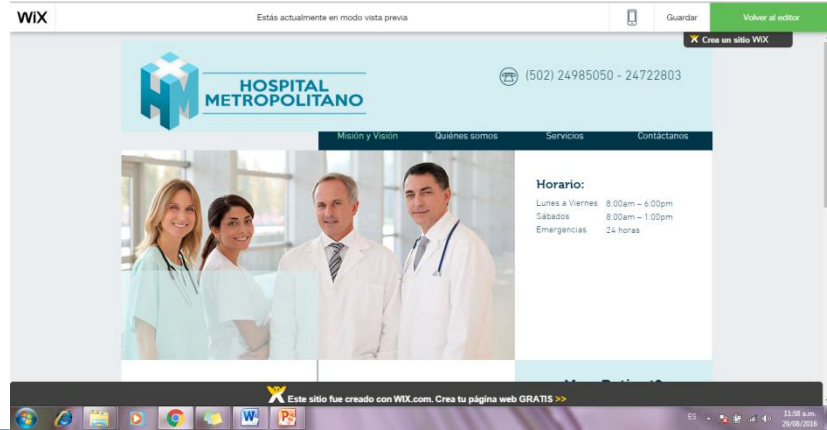 WiX
Estás actualmente en modo vista previa
Guardar
Volver al editor
Crea un sitio WiX
HM
HOSPITAL
METROPOLITANO
(502) 24985050 - 24722803
Misión y Visión
Quiénes somos
Servicios
Contáctanos
Horario:
Lunes a Viernes 8:00am – 6:00pm
Sábados 8:00am – 1:00pm
Emergencias 24 horas
Este sitio fue creado con WIX.com. Crea tu página web GRATIS >>
ES
11:58 a.m.
29/08/2016